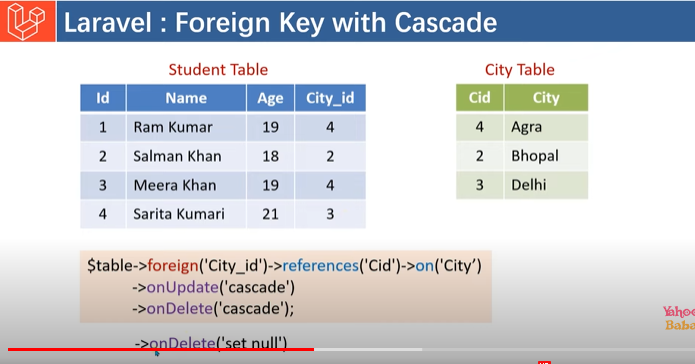 Laravel : Foreign Key with Cascade
Student Table
Id Name Age City_id
1 Ram Kumar 19 4
2 Salman Khan 18 2
3 Meera Khan 19 4
4 Sarita Kumari 21 3
City Table
Cid City
4 Agra
2 Bhopal
3 Delhi
$table->foreign('City_id')->references('Cid')->on('City’)
->onUpdate('cascade')
->onDelete('cascade');
->onDelete('set null')
Yahoo
Baba